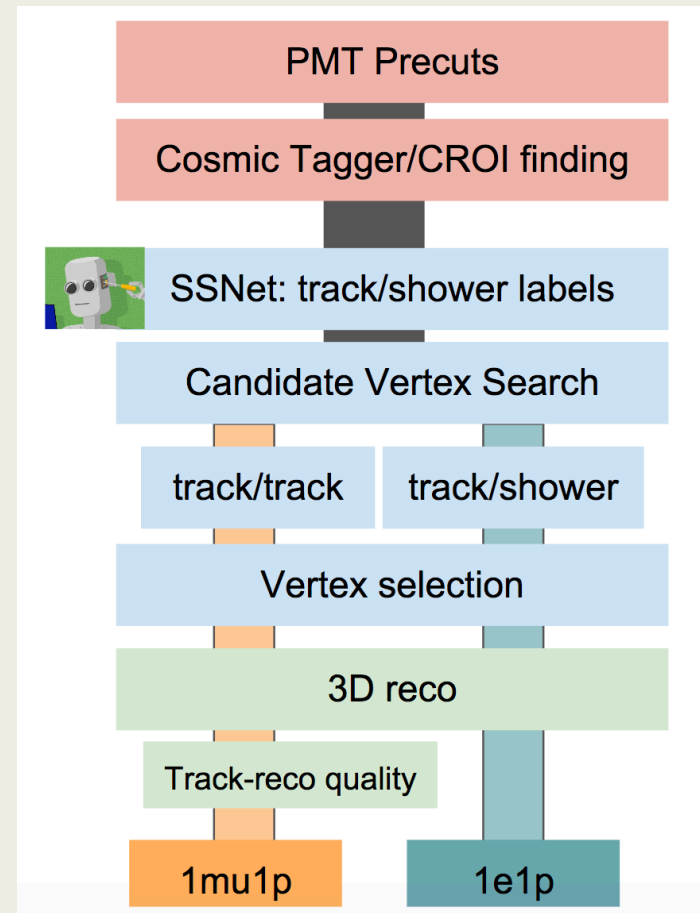 PMT Precuts
Cosmic Tagger/CROI finding
SSNet: track/shower labels
Candidate Vertex Search
track/track
track/shower
Vertex selection
3D reco
Track-reco quality
1mu1p
1e1p